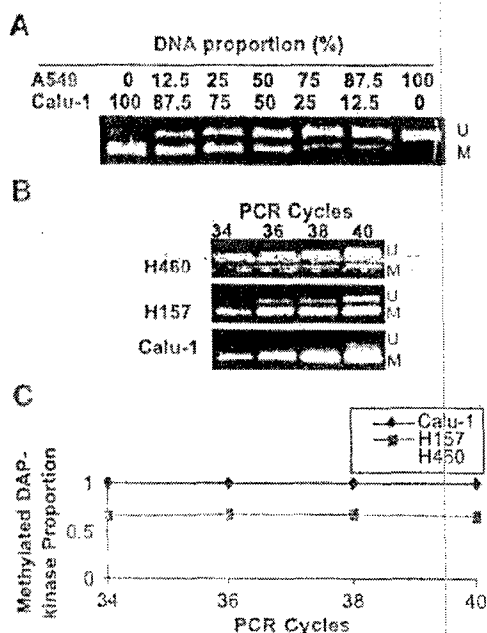 A
DNA proportion (%)
A549 0 12.5 25 50 75 87.5 100
Calu-1 100 87.5 75 50 25 12.5 0
U
M
B
PCR Cycles
34 36 38 40
H460 U
M
H157 U
M
Calu-1 U
M
C
Calu-1
H157
H460
Methylated DAP-
kinase Proportion
1
0.5
0
34 36 38 40
PCR Cycles